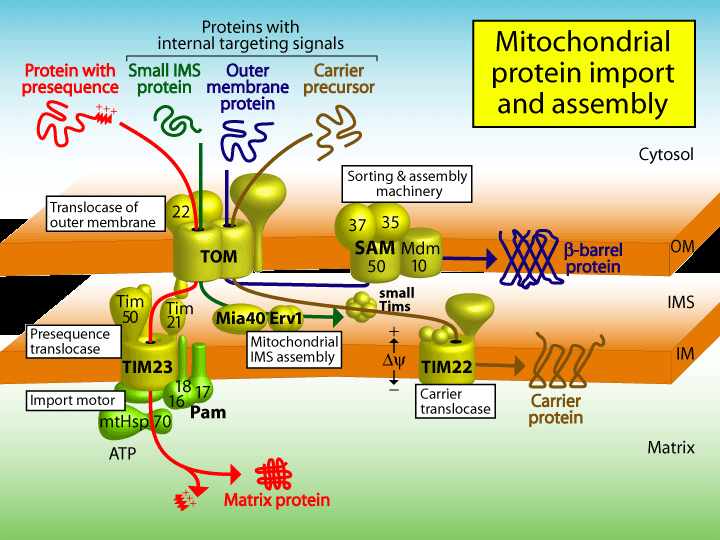 Proteins with
internal targeting signals
Mitochondrial
protein import
and assembly
Protein with
presequence
Small IMS
protein
Outer
membrane
protein
Carrier
precursor
+++
Cytosol
Sorting & assembly
machinery
Translocase of
outer membrane
22
TOM
37
35
SAM
50
Mdm
10
β-barrel
protein
OM
IMS
small
Tims
Tim
50
Tim
21
Mia40
Erv1
Mitochondrial
IMS assembly
Presequence
translocase
TIM23
+
Δψ
−
TIM22
IM
Carrier
translocase
Carrier
protein
Import motor
18
16
17
Pam
mtHsp70
ATP
Matrix
Matrix protein
+++